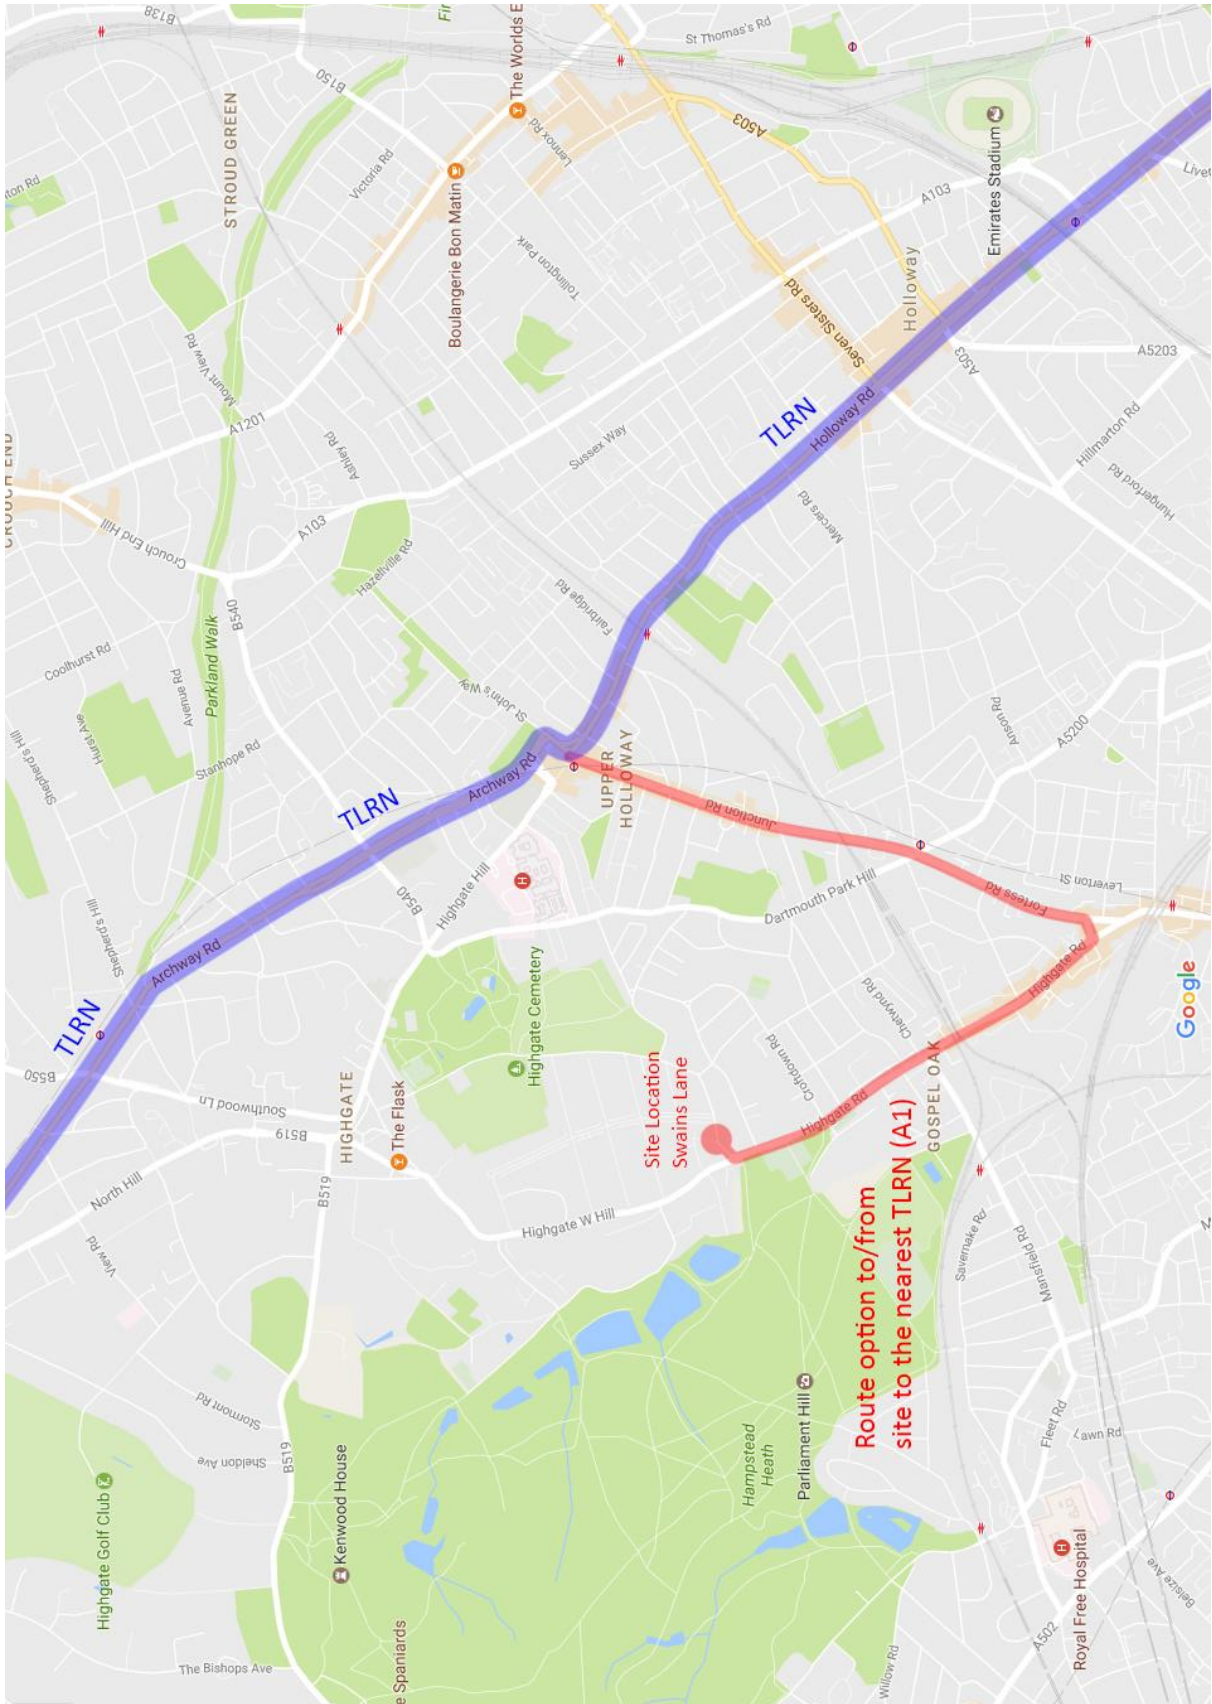 B138
Fir
The Worlds E
St Thomas's Rd
B150
STROUD GREEN
Lennox Rd
Victoria Rd
Boulangerie Bon Matin
A503
Emirates Stadium
Live
ton Rd
A103
Tollington Park
Holloway
Seven Sisters Rd
Mount View Rd
A1201
A503
A5203
TLRN
Holloway Rd
Hillmarton Rd
Hungerford Rd
CROUCH END
Ashley Rd
Sussex Way
Mercers Rd
Crouch End Hill
A103
Hazellville Rd
Fairbridge Rd
B540
Parkland Walk
Coolhurst Rd
Avenue Rd
Hurst Ave
Shepherd's Hill
Stanhope Rd
St John's Way
Anson Rd
A5200
UPPER
HOLLOWAY
Archway Rd
TLRN
Junction Rd
Highgate Hill
B540
Dartmouth Park Hill
Leverton St
Fortess Rd
Shepherd's Hill
Archway Rd
Highgate Rd
Google
TLRN
Highgate Cemetery
Chetwynd Rd
Croftdown Rd
GOSPEL OAK
B550
Southwood Ln
HIGHGATE
The Flask
Site Location
Swains Lane
Highgate Rd
B519
North Hill
B519
Highgate W Hill
View Rd
Savernake Rd
Mansfield Rd
M
Route option to/from
site to the nearest TLRN (A1)
Parliament Hill
Hampstead
Heath
Stormont Rd
Sheldon Ave
B519
Fleet Rd
Lawn Rd
Highgate Golf Club
Kenwood House
Royal Free Hospital
Belsize Ave
A502
The Bishops Ave
e Spaniards
Willow Rd